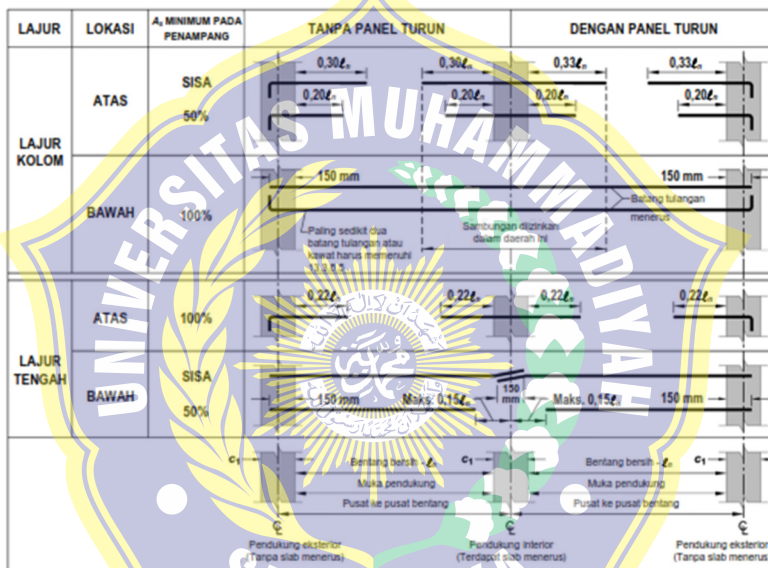 LAJUR LOKASI As MINIMUM PADA PENAMPANG TANPA PANEL TURUN DENGAN PANEL TURUN
LAJUR KOLOM
ATAS
SISA
0,30ℓn 0,30ℓn 0,33ℓn 0,33ℓn
50%
0,20ℓn 0,20ℓn 0,20ℓn 0,20ℓn
BAWAH
100%
150 mm 150 mm
Batang tulangan
menerus
Paling sedikit dua
batang tulangan atau
kawat harus memenuhi
Sambungan diizinkan
dalam daerah ini
LAJUR TENGAH
ATAS
100%
0,22ℓn 0,22ℓn 0,22ℓn 0,22ℓn
BAWAH
SISA
50%
150 mm Maks. 0,15ℓn 150 mm Maks. 0,15ℓn 150 mm
c1 c1 c1
Bentang bersih - ℓn Bentang bersih - ℓn
Muka pendukung Muka pendukung
Pusat ke pusat bentang Pusat ke pusat bentang
℄ ℄ ℄
Pendukung eksterior Pendukung interior Pendukung eksterior
(Tanpa slab menerus) (Terdapat slab menerus) (Tanpa slab menerus)
UNIVERSITAS MUHAMMADIYAH